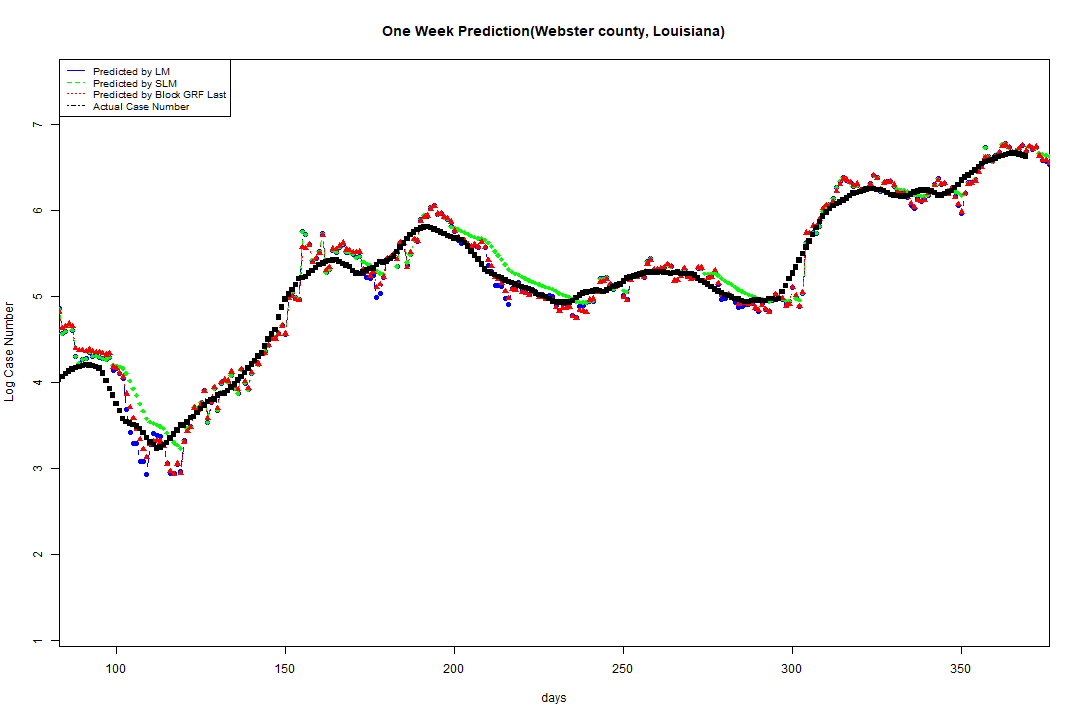 One Week Prediction(Webster county, Louisiana)
Predicted by LM
Predicted by SLM
Predicted by Block GRF Last
Actual Case Number
Log Case Number
7
6
5
4
3
2
1
100 150 200 250 300 350
days